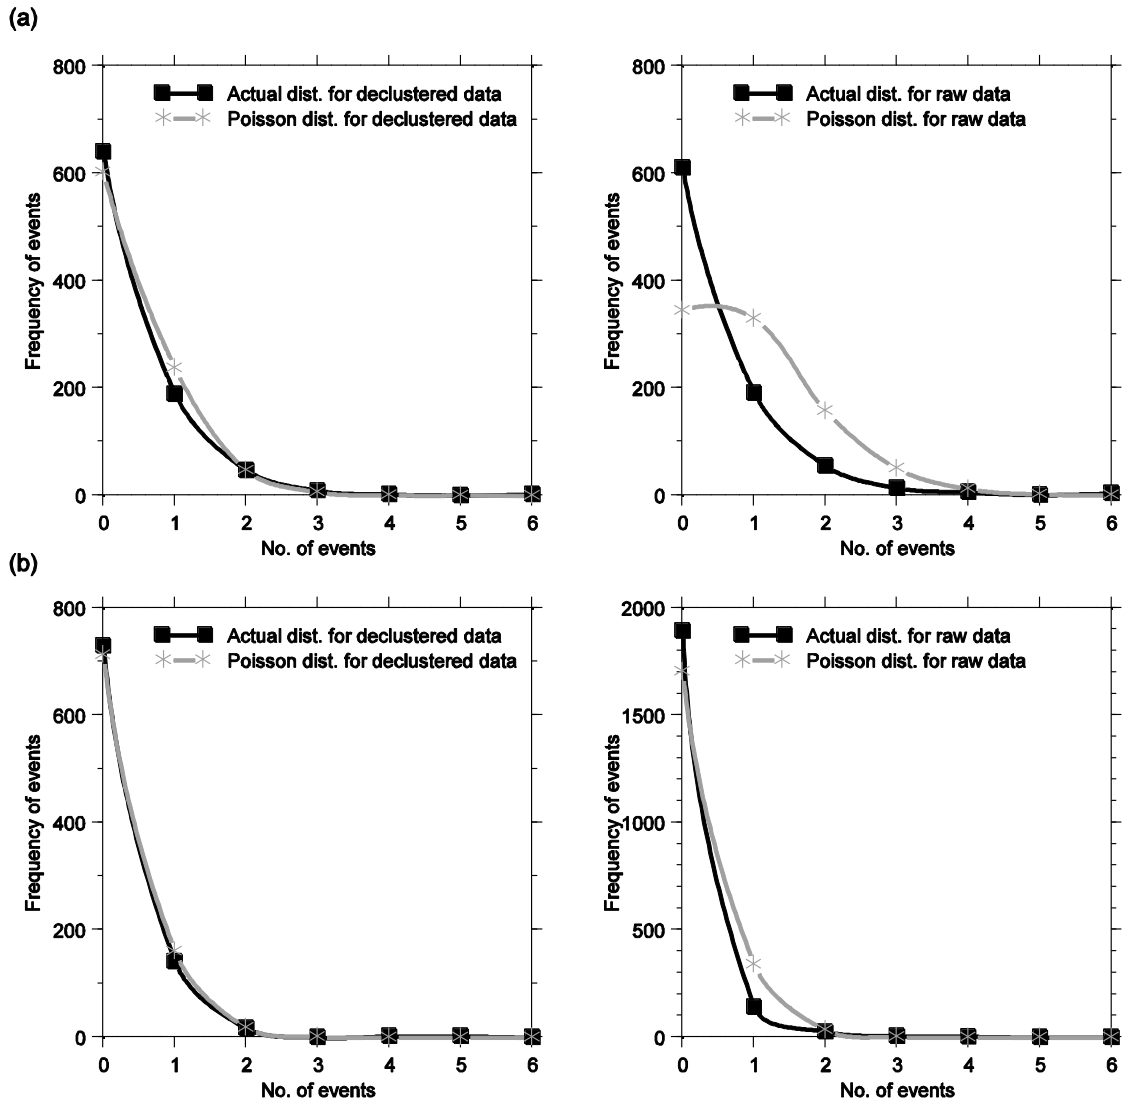 (a)
800
600
400
200
0
Frequency of events
Actual dist. for declustered data
Poisson dist. for declustered data
0 1 2 3 4 5 6
No. of events
800
600
400
200
0
Frequency of events
Actual dist. for raw data
Poisson dist. for raw data
0 1 2 3 4 5 6
No. of events
(b)
800
600
400
200
0
Frequency of events
Actual dist. for declustered data
Poisson dist. for declustered data
0 1 2 3 4 5 6
No. of events
2000
1500
1000
500
0
Frequency of events
Actual dist. for raw data
Poisson dist. for raw data
0 1 2 3 4 5 6
No. of events